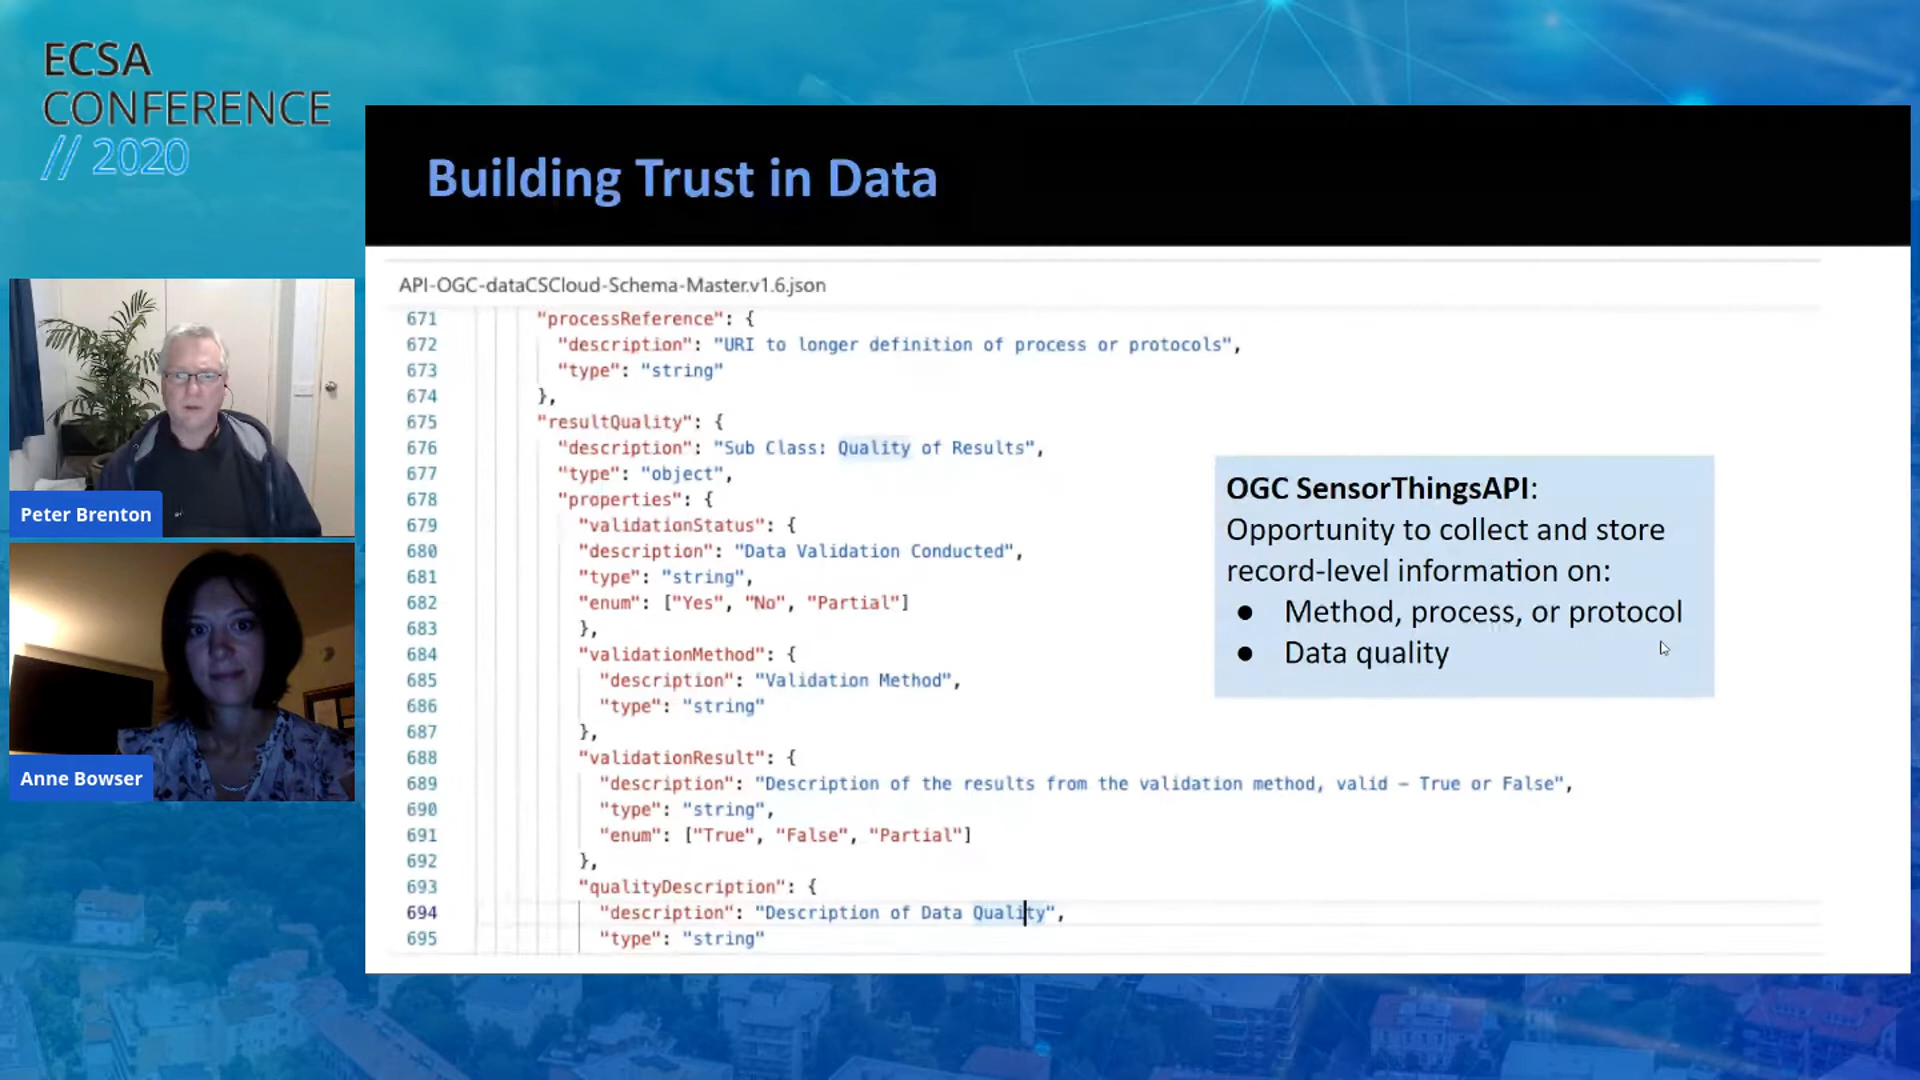 ECSA
CONFERENCE
// 2020
Building Trust in Data
API-OGC-dataCSCloud-Schema-Master.v1.6.json
671 "processReference": {
672 "description": "URI to longer definition of process or protocols",
673 "type": "string"
674 },
675 "resultQuality": {
676 "description": "Sub Class: Quality of Results",
677 "type": "object",
678 "properties": {
679 "validationStatus": {
680 "description": "Data Validation Conducted",
681 "type": "string",
682 "enum": ["Yes", "No", "Partial"]
683 },
684 "validationMethod": {
685 "description": "Validation Method",
686 "type": "string"
687 },
688 "validationResult": {
689 "description": "Description of the results from the validation method, valid – True or False",
690 "type": "string",
691 "enum": ["True", "False", "Partial"]
692 },
693 "qualityDescription": {
694 "description": "Description of Data Quality",
695 "type": "string"
OGC SensorThingsAPI:
Opportunity to collect and store
record-level information on:
● Method, process, or protocol
● Data quality
Peter Brenton
Anne Bowser